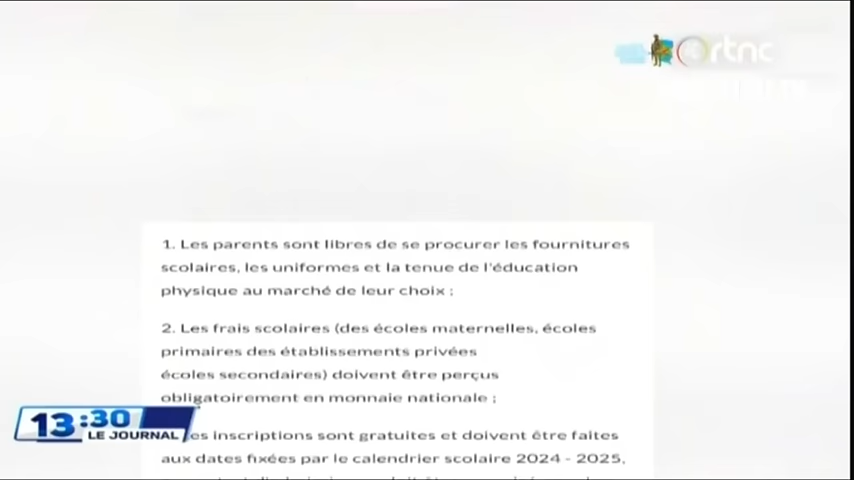 rtnc
1. Les parents sont libres de se procurer les fournitures
scolaires, les uniformes et la tenue de l'éducation
physique au marché de leur choix ;
2. Les frais scolaires (des écoles maternelles, écoles
primaires des établissements privées
écoles secondaires) doivent être perçus
obligatoirement en monnaie nationale ;
13:30
LE JOURNAL
es inscriptions sont gratuites et doivent être faites
aux dates fixées par le calendrier scolaire 2024 - 2025,